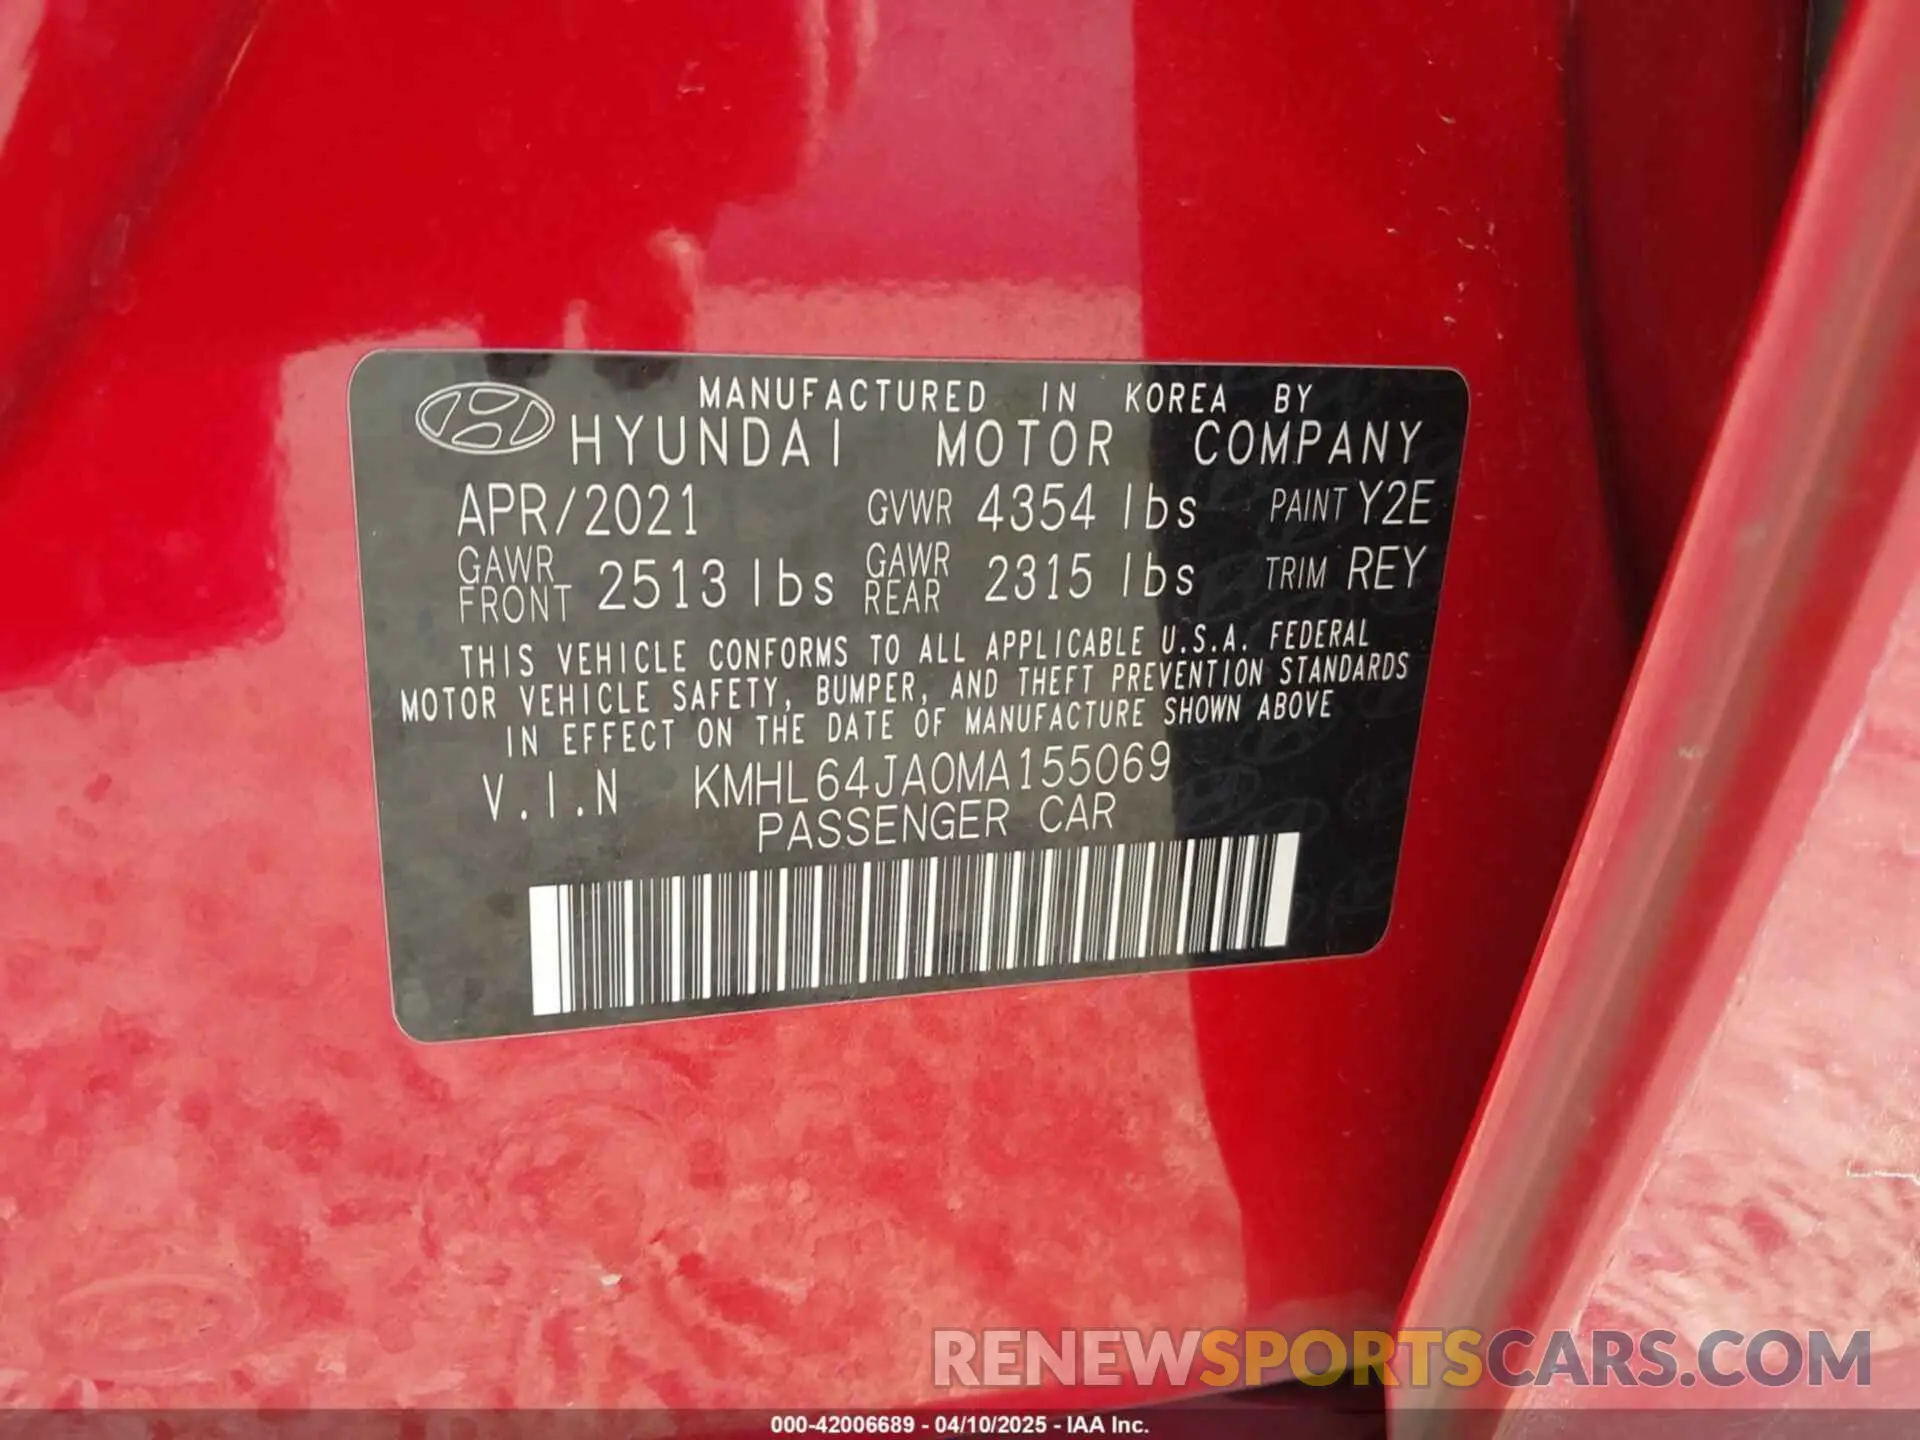 MANUFACTURED IN KOREA BY
HYUNDAI MOTOR COMPANY
APR/2021 GVWR 4354 lbs PAINT Y2E
GAWR FRONT 2513 lbs GAWR REAR 2315 lbs TRIM REY
THIS VEHICLE CONFORMS TO ALL APPLICABLE U.S.A. FEDERAL
MOTOR VEHICLE SAFETY, BUMPER, AND THEFT PREVENTION STANDARDS
IN EFFECT ON THE DATE OF MANUFACTURE SHOWN ABOVE
V.I.N KMHL64JA0MA155069
PASSENGER CAR
RENEWSPORTSCARS.COM
000-42006689 - 04/10/2025 - IAA Inc.